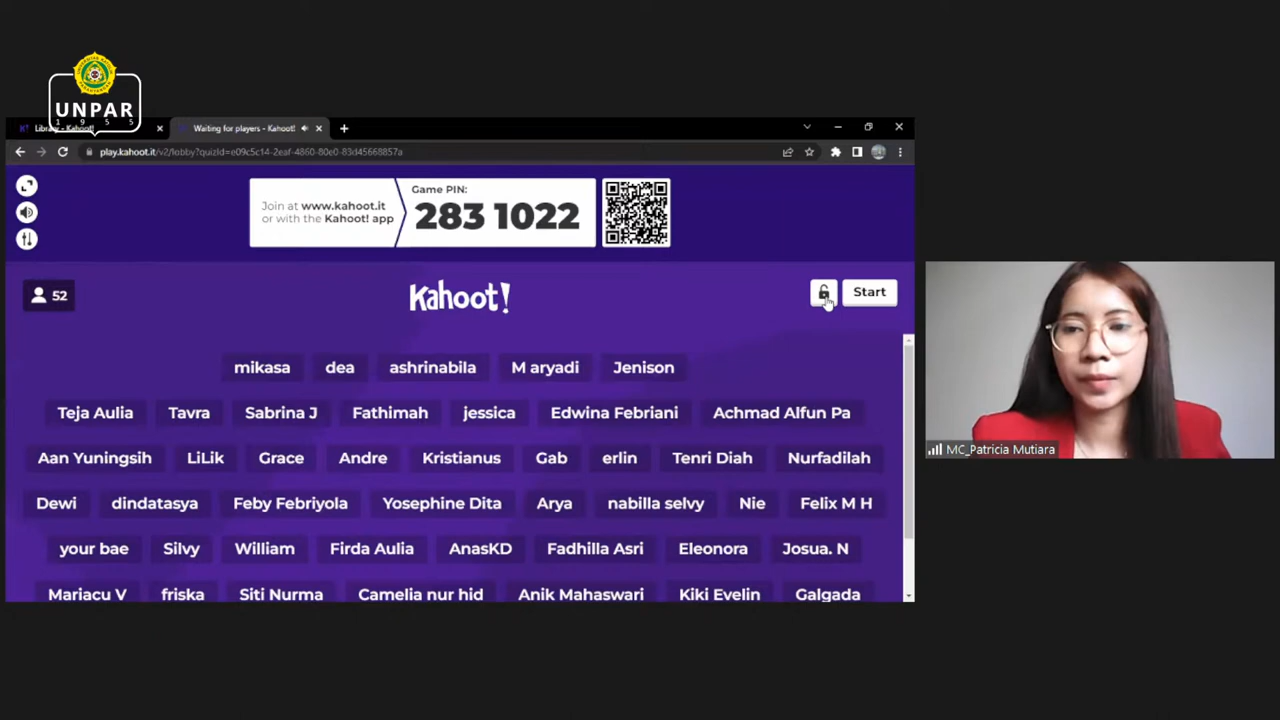 UNPAR
1955
Library - Kahoot!
Waiting for players - Kahoot!
play.kahoot.it/v2/lobby?quizId=e09c5c14-2eaf-4860-80e0-83d45668857a
Join at www.kahoot.it
or with the Kahoot! app
Game PIN:
283 1022
52
Kahoot!
Start
mikasa dea ashrinabila M aryadi Jenison
Teja Aulia Tavra Sabrina J Fathimah jessica Edwina Febriani Achmad Alfun Pa
Aan Yuningsih LiLik Grace Andre Kristianus Gab erlin Tenri Diah Nurfadilah
Dewi dindatasya Feby Febriyola Yosephine Dita Arya nabilla selvy Nie Felix M H
your bae Silvy William Firda Aulia AnasKD Fadhilla Asri Eleonora Josua. N
Mariacu V friska Siti Nurma Camelia nur hid Anik Mahaswari Kiki Evelin Galgada
MC_Patricia Mutiara